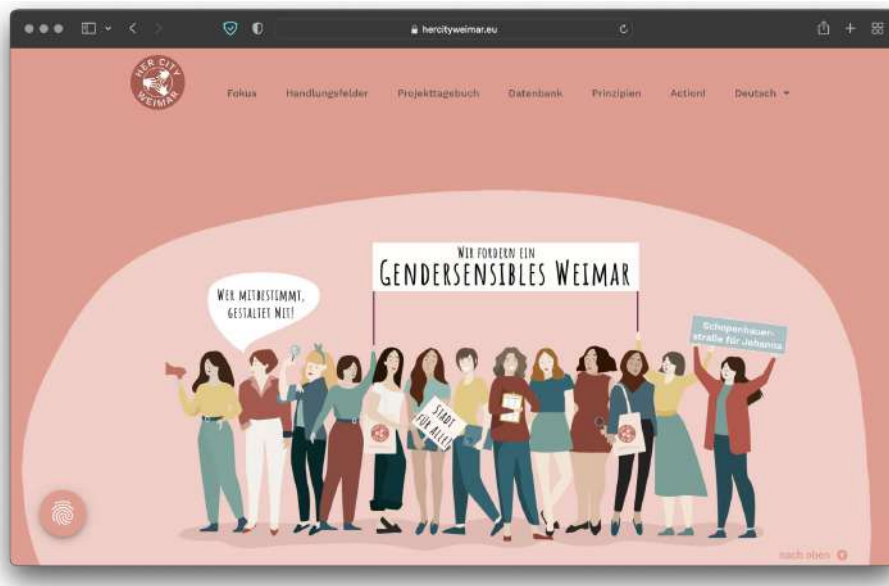 hercityweimar.eu
HER CITY
WEIMAR
Fokus
Handlungsfelder
Projekttagebuch
Datenbank
Prinzipien
Action!
Deutsch
Wir fordern ein
Gendersensibles Weimar
Wer mitbestimmt,
gestaltet Mit!
Schopenhauer-
straße für Johanna
Stadt
für Alle!
nach oben